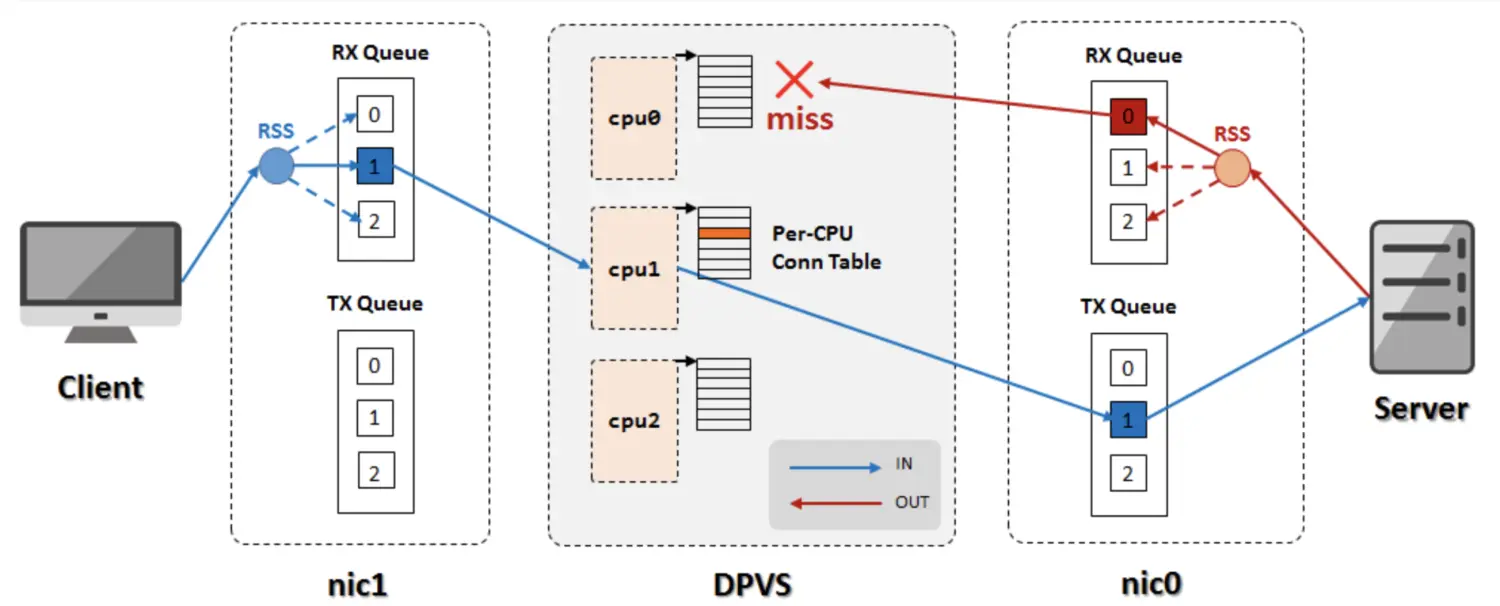 RX Queue
RSS
0
1
2
TX Queue
0
1
2
Client
nic1
cpu0
miss
cpu1
Per-CPU
Conn Table
cpu2
IN
OUT
DPVS
RX Queue
0
1
2
RSS
TX Queue
0
1
2
Server
nic0